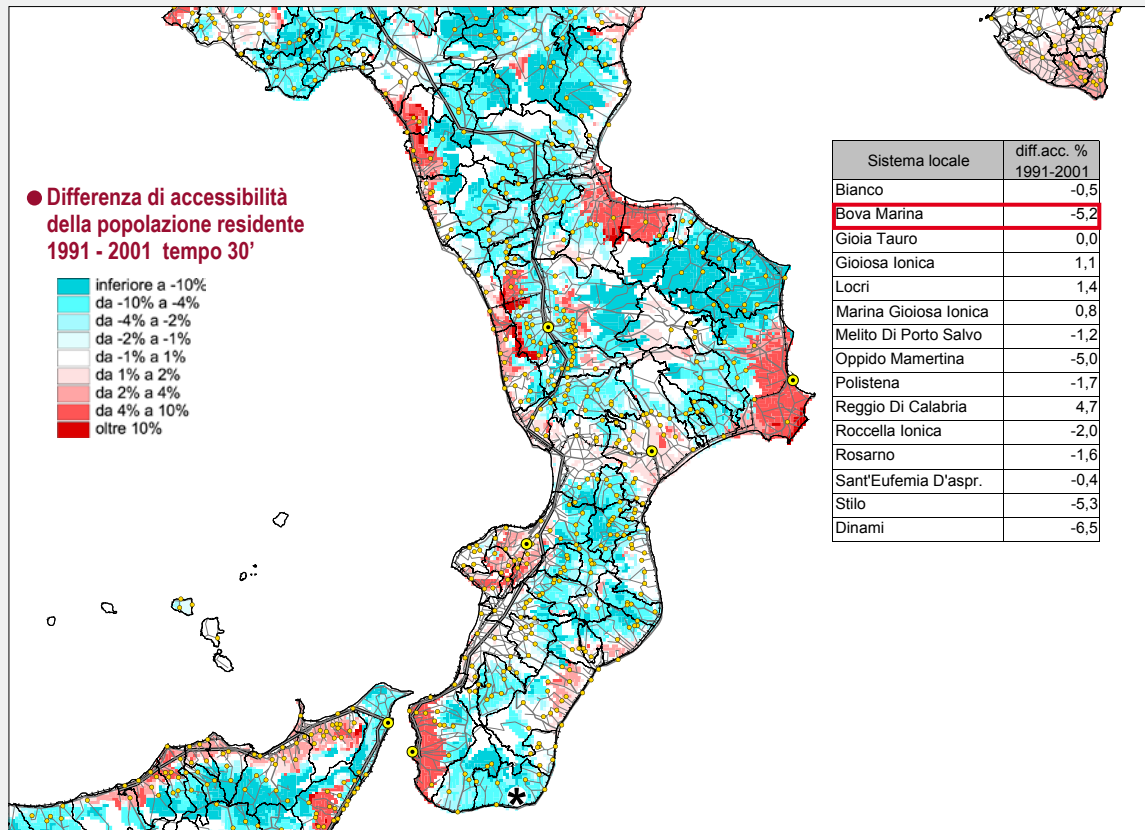 ● Differenza di accessibilità
della popolazione residente
1991 - 2001 tempo 30'
inferiore a -10%
da -10% a -4%
da -4% a -2%
da -2% a -1%
da -1% a 1%
da 1% a 2%
da 2% a 4%
da 4% a 10%
oltre 10%
Sistema locale diff.acc. % 1991-2001
Bianco -0,5
Bova Marina -5,2
Gioia Tauro 0,0
Gioiosa Ionica 1,1
Locri 1,4
Marina Gioiosa Ionica 0,8
Melito Di Porto Salvo -1,2
Oppido Mamertina -5,0
Polistena -1,7
Reggio Di Calabria 4,7
Roccella Ionica -2,0
Rosarno -1,6
Sant'Eufemia D'aspr. -0,4
Stilo -5,3
Dinami -6,5
*